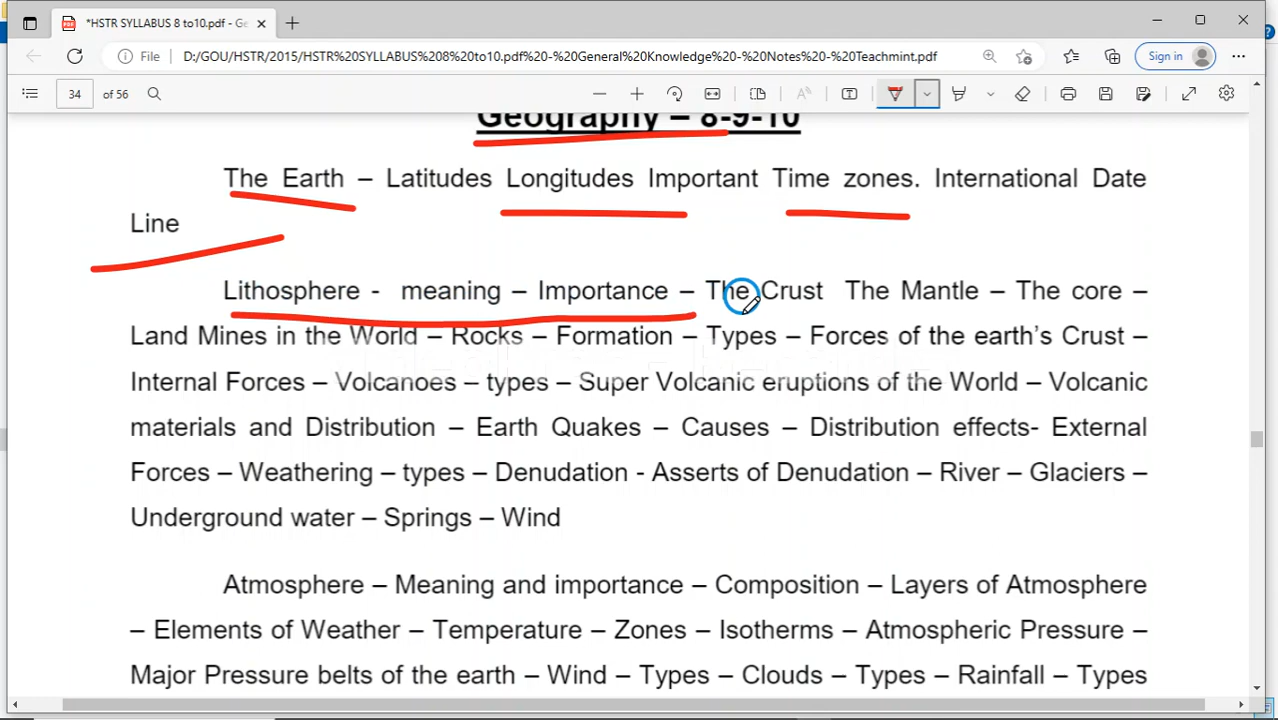 *HSTR SYLLABUS 8 to10.pdf - Ge
File D:/GOU/HSTR/2015/HSTR%20SYLLABUS%208%20to10.pdf%20-%20General%20Knowledge%20-%20Notes%20-%20Teachmint.pdf Sign in
34 of 56
Geography – 8-9-10
The Earth – Latitudes Longitudes Important Time zones. International Date
Line
Lithosphere - meaning – Importance – The Crust The Mantle – The core –
Land Mines in the World – Rocks – Formation – Types – Forces of the earth's Crust –
Internal Forces – Volcanoes – types – Super Volcanic eruptions of the World – Volcanic
materials and Distribution – Earth Quakes – Causes – Distribution effects- External
Forces – Weathering – types – Denudation - Asserts of Denudation – River – Glaciers –
Underground water – Springs – Wind
Atmosphere – Meaning and importance – Composition – Layers of Atmosphere
– Elements of Weather – Temperature – Zones – Isotherms – Atmospheric Pressure –
Major Pressure belts of the earth – Wind – Types – Clouds – Types – Rainfall – Types